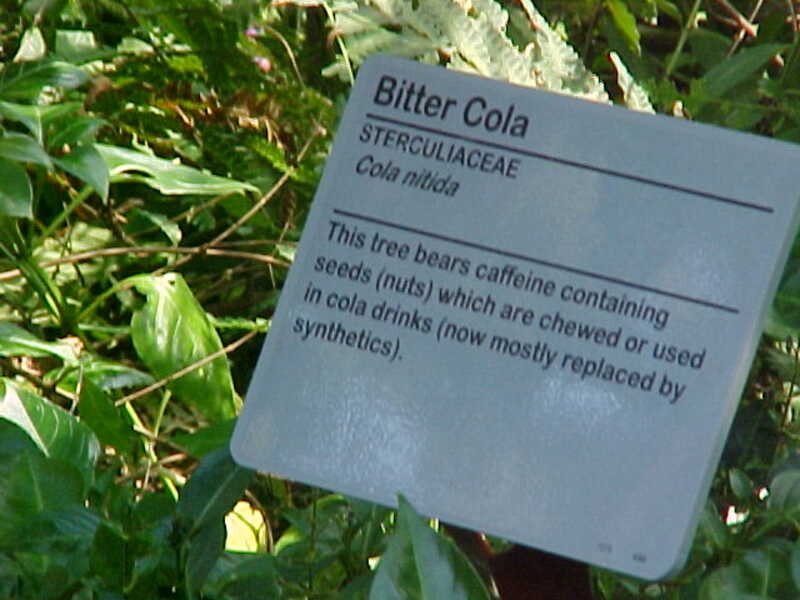 Bitter Cola
STERCULIACEAE
Cola nitida
This tree bears caffeine containing
seeds (nuts) which are chewed or used
in cola drinks (now mostly replaced by
synthetics).